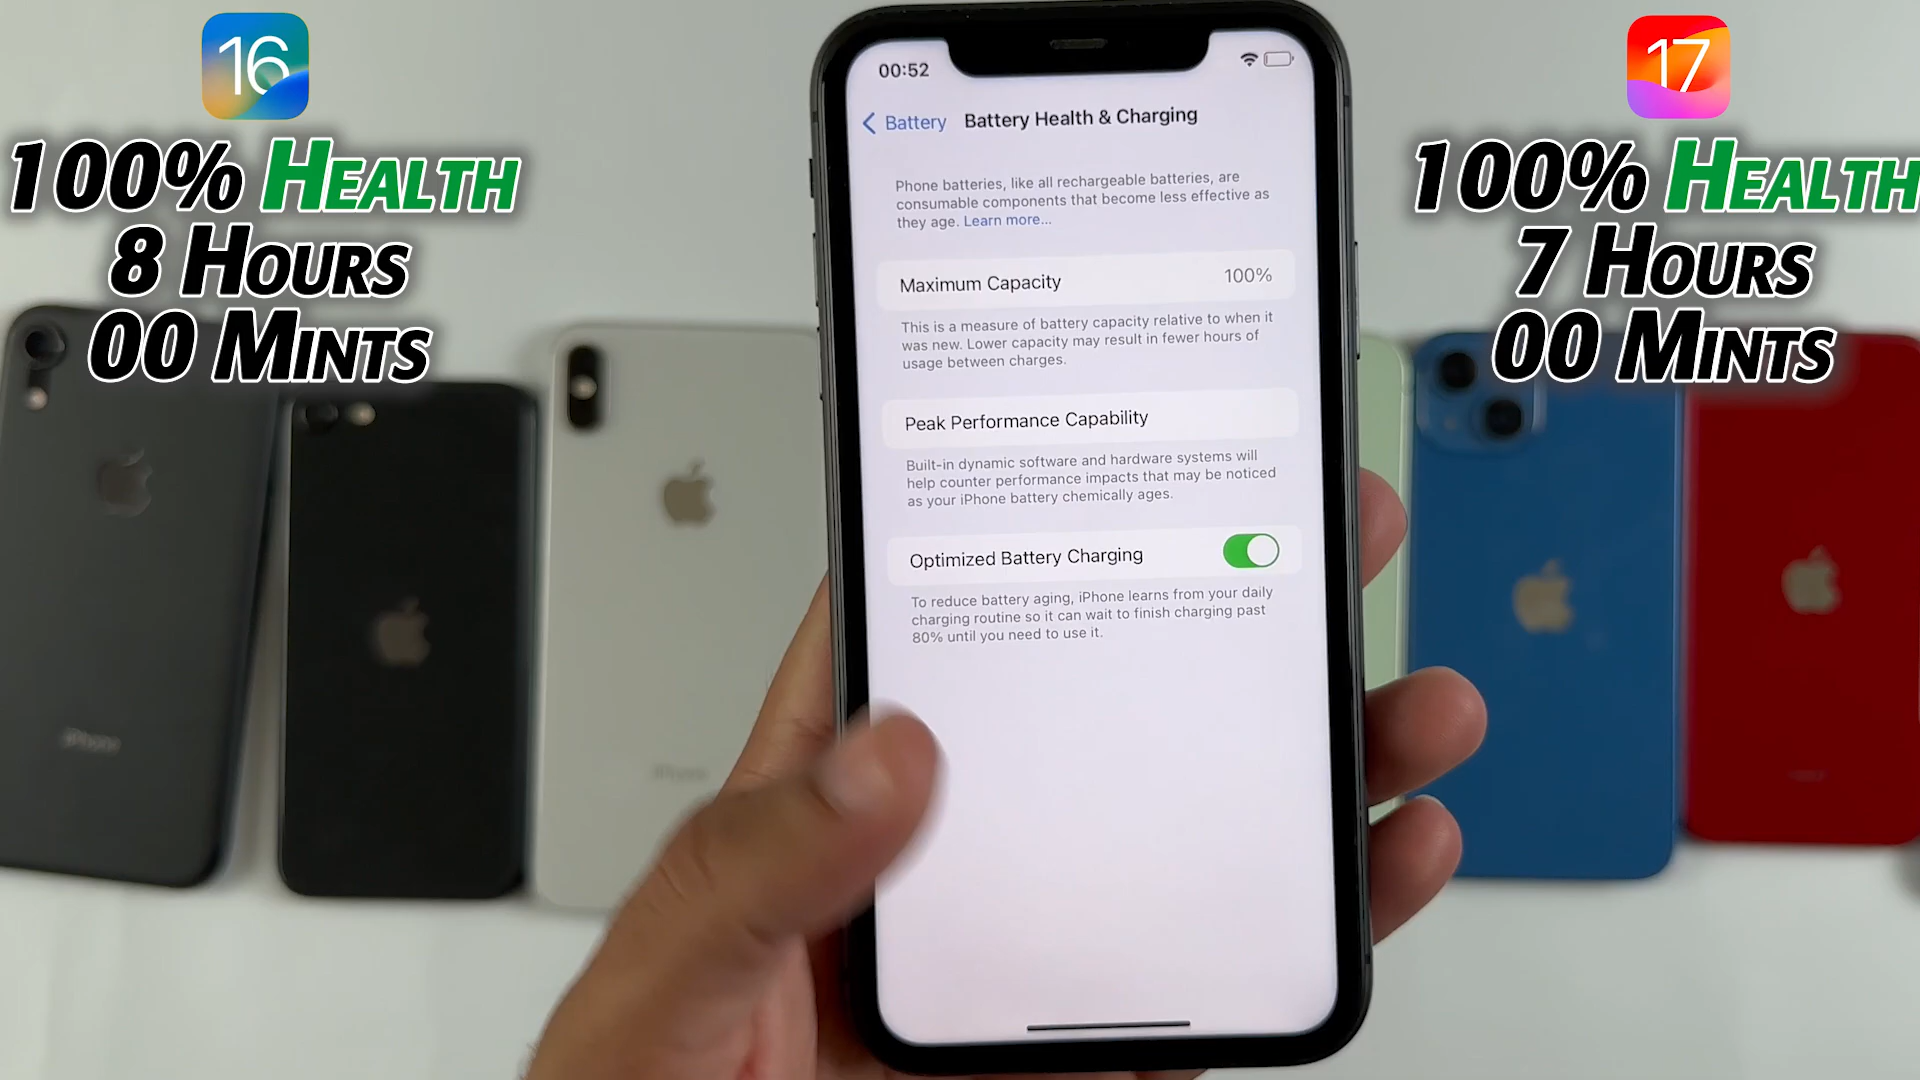 16
100% HEALTH
8 HOURS
00 MINTS
17
100% HEALTH
7 HOURS
00 MINTS
00:52
Battery
Battery Health & Charging
Phone batteries, like all rechargeable batteries, are
consumable components that become less effective as
they age. Learn more...
Maximum Capacity 100%
This is a measure of battery capacity relative to when it
was new. Lower capacity may result in fewer hours of
usage between charges.
Peak Performance Capability
Built-in dynamic software and hardware systems will
help counter performance impacts that may be noticed
as your iPhone battery chemically ages.
Optimized Battery Charging
To reduce battery aging, iPhone learns from your daily
charging routine so it can wait to finish charging past
80% until you need to use it.
iPhone
iPhone